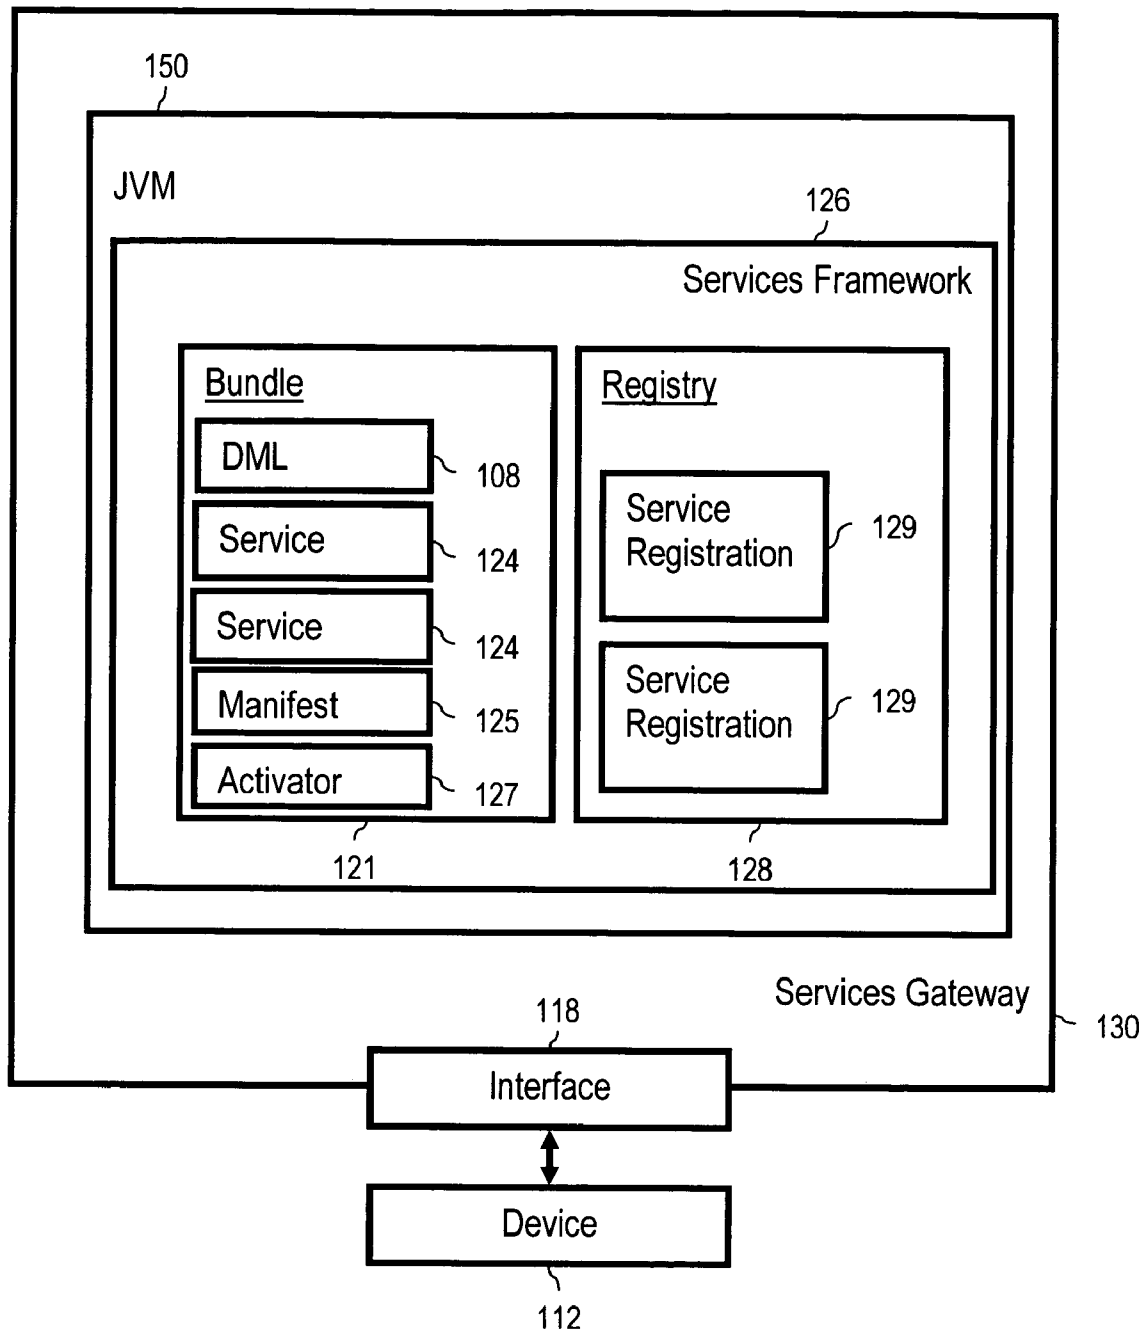 150
JVM
126
Services Framework
Bundle
DML
108
Service
124
Service
124
Manifest
125
Activator
127
121
Registry
Service
Registration
129
Service
Registration
129
128
Services Gateway
130
118
Interface
Device
112